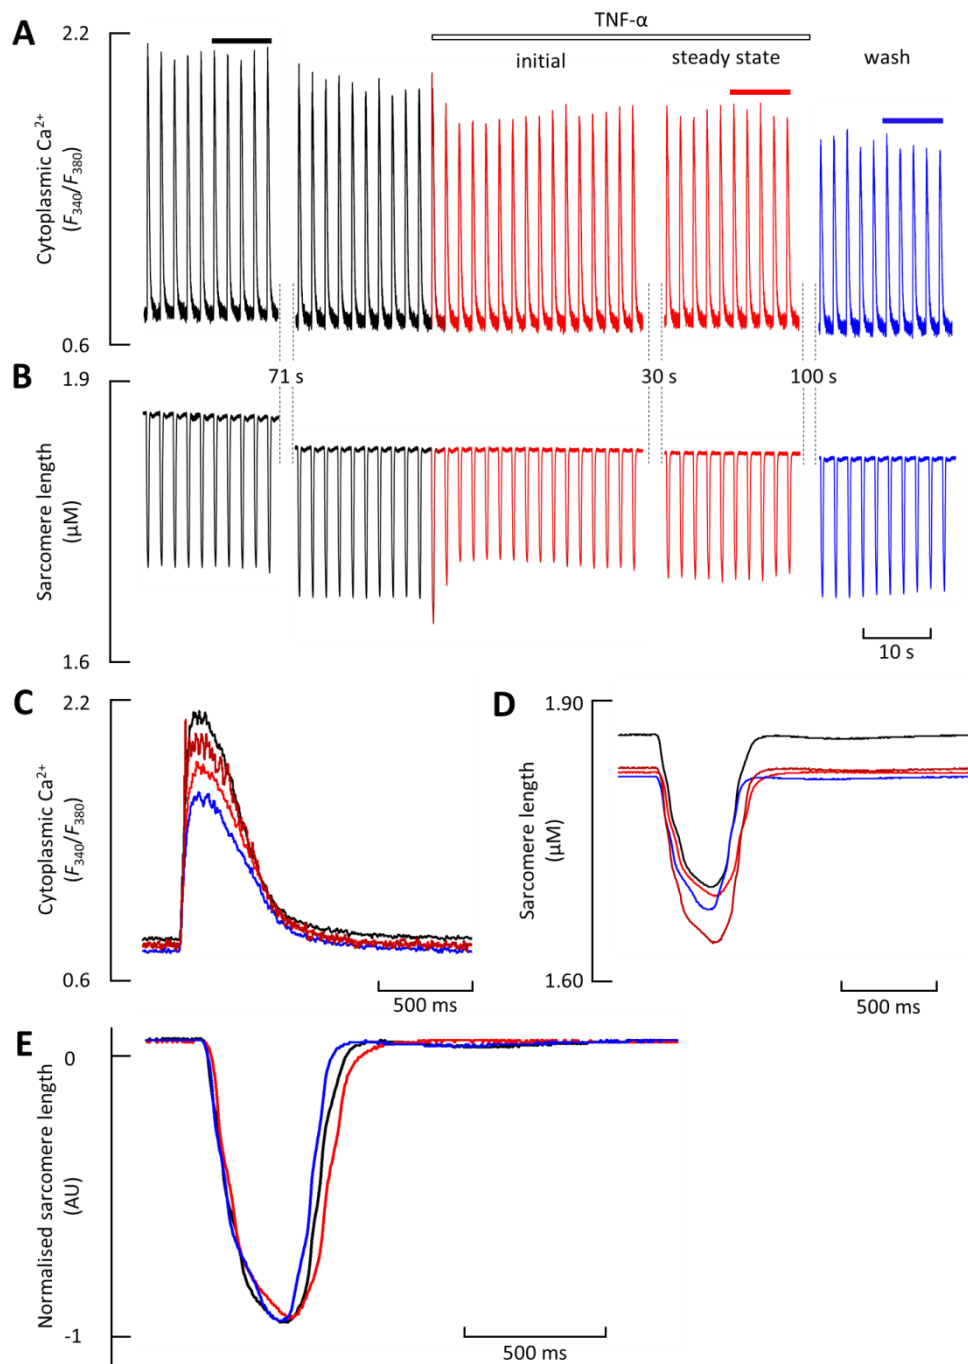 A
TNF-α
2.2
initial
steady state
wash
Cytoplasmic Ca²⁺
(F₃₄₀/F₃₈₀)
0.6
B
71 s
30 s
100 s
1.9
Sarcomere length
(µM)
1.6
10 s
C
2.2
Cytoplasmic Ca²⁺
(F₃₄₀/F₃₈₀)
0.6
500 ms
D
1.90
Sarcomere length
(µM)
1.60
500 ms
E
0
Normalised sarcomere length
(AU)
-1
500 ms